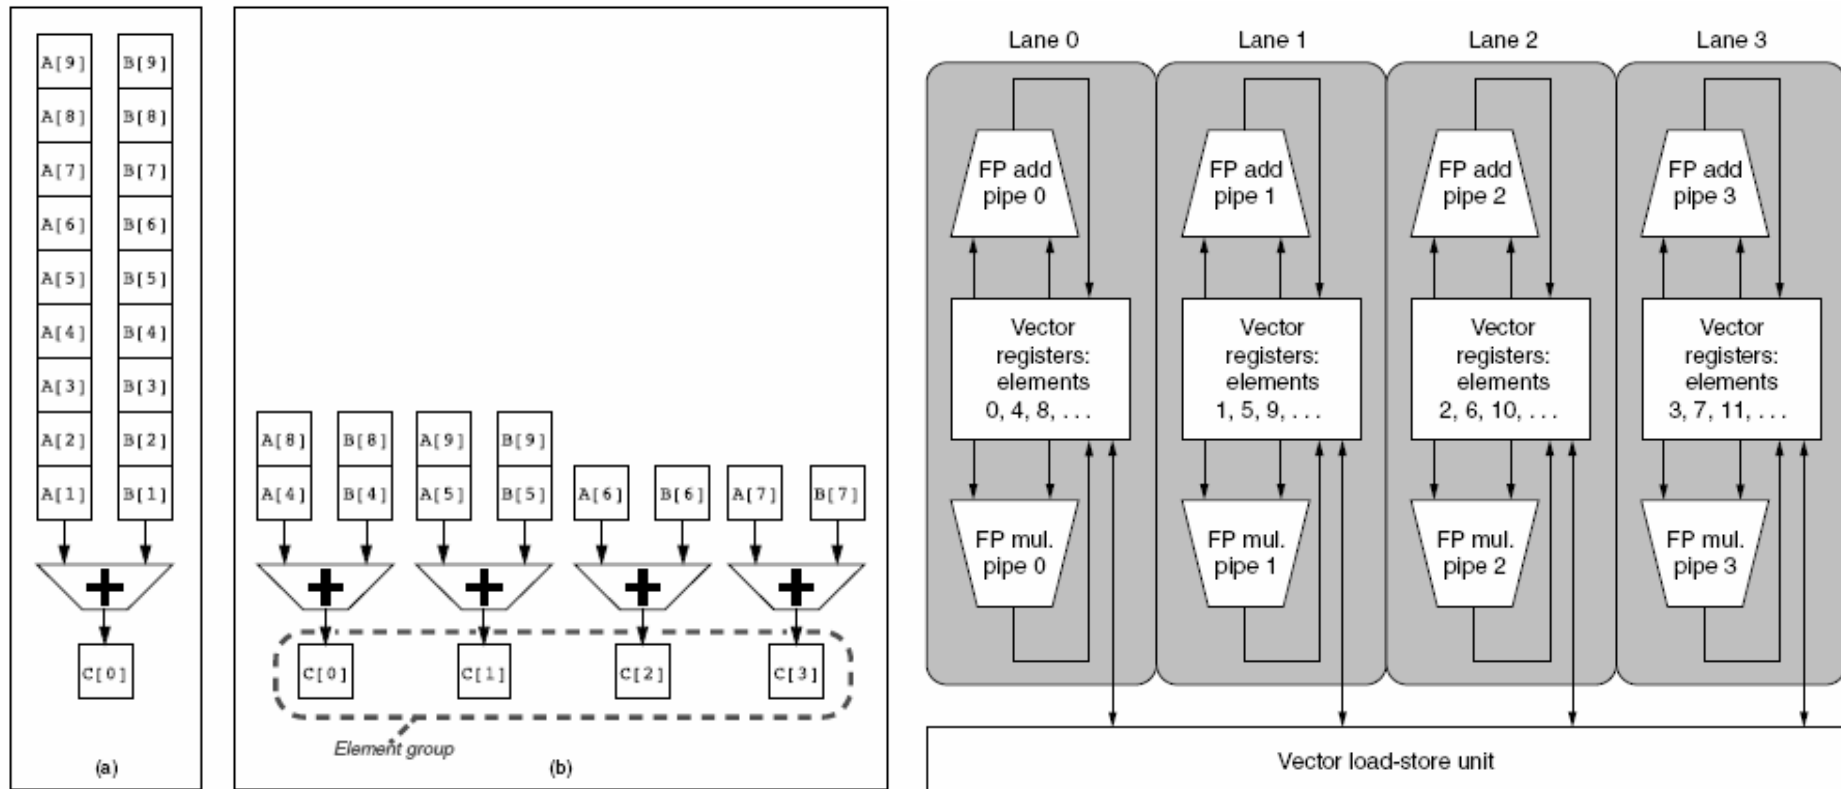 A[9] B[9]
A[8] B[8]
A[7] B[7]
A[6] B[6]
A[5] B[5]
A[4] B[4]
A[3] B[3]
A[2] B[2]
A[1] B[1]
+
C[0]
(a)
A[8] B[8] A[9] B[9]
A[4] B[4] A[5] B[5] A[6] B[6] A[7] B[7]
+ + + +
C[0] C[1] C[2] C[3]
Element group
(b)
Lane 0
FP add
pipe 0
Vector
registers:
elements
0, 4, 8, . . .
FP mul.
pipe 0
Lane 1
FP add
pipe 1
Vector
registers:
elements
1, 5, 9, . . .
FP mul.
pipe 1
Lane 2
FP add
pipe 2
Vector
registers:
elements
2, 6, 10, . . .
FP mul.
pipe 2
Lane 3
FP add
pipe 3
Vector
registers:
elements
3, 7, 11, . . .
FP mul.
pipe 3
Vector load-store unit